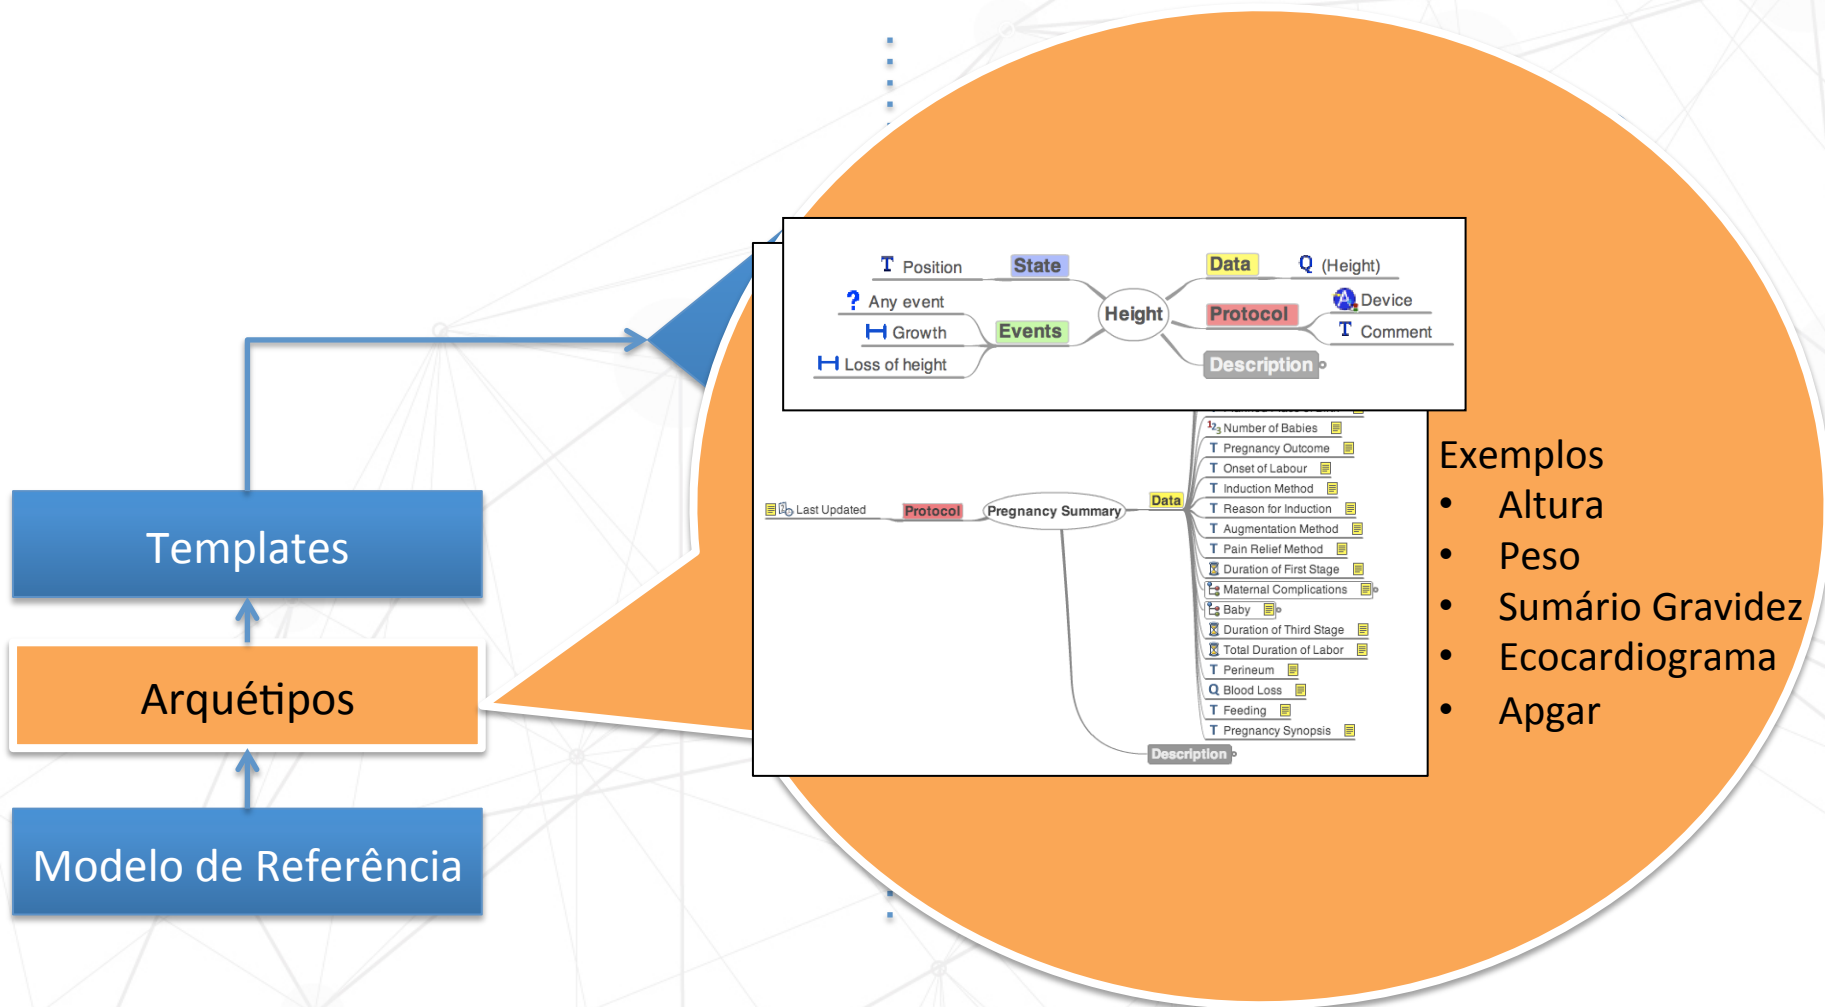 Templates
Arquétipos
Modelo de Referência
T Position
State
? Any event
Growth
Events
Loss of height
Height
Data
Q (Height)
Protocol
Device
T Comment
Description
123 Number of Babies
T Pregnancy Outcome
T Onset of Labour
T Induction Method
T Reason for Induction
T Augmentation Method
T Pain Relief Method
Duration of First Stage
Maternal Complications
Baby
Duration of Third Stage
Total Duration of Labor
T Perineum
Q Blood Loss
T Feeding
T Pregnancy Synopsis
Last Updated
Protocol
Pregnancy Summary
Data
Description
Exemplos
• Altura
• Peso
• Sumário Gravidez
• Ecocardiograma
• Apgar